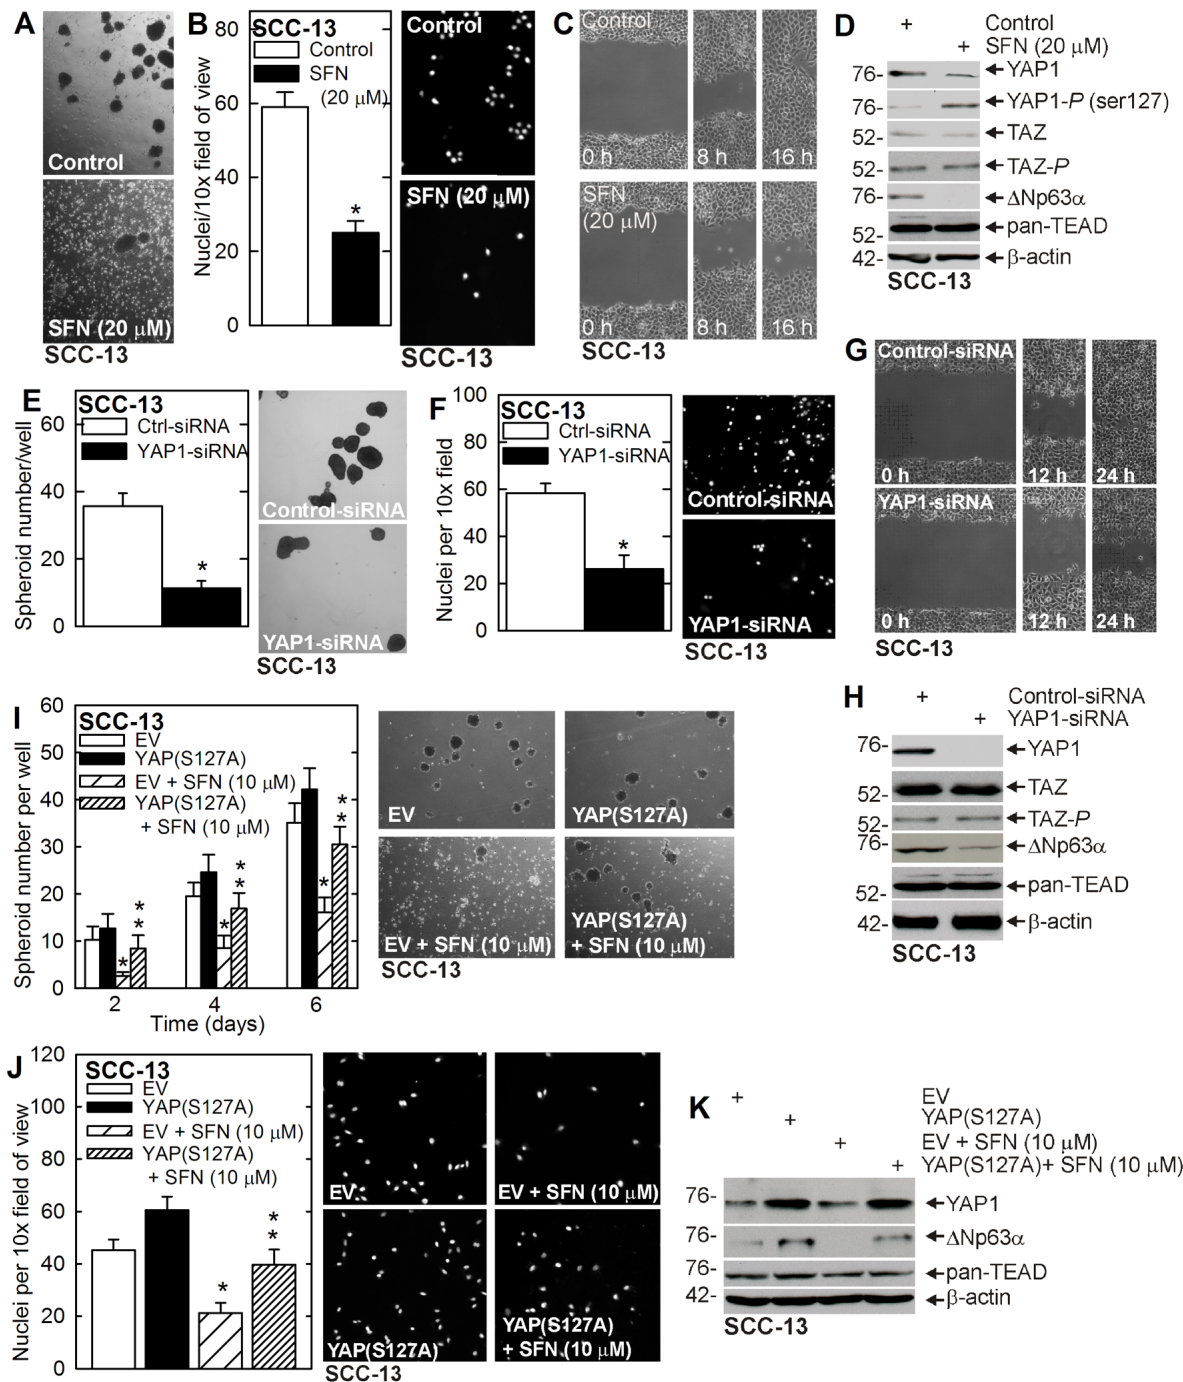 A
Control
SFN (20 μM)
SCC-13
B
SCC-13
Control
SFN
(20 μM)
80
60
40
20
0
Nuclei/10x field of view
*
Control
SFN (20 μM)
SCC-13
C
Control
0 h
8 h
16 h
SFN
(20 μM)
0 h
8 h
16 h
SCC-13
D
+ Control
+ SFN (20 μM)
76- YAP1
76- YAP1-P (ser127)
52- TAZ
52- TAZ-P
76- ΔNp63α
52- pan-TEAD
42- β-actin
SCC-13
E
SCC-13
Ctrl-siRNA
YAP1-siRNA
60
40
20
0
Spheroid number/well
*
Control-siRNA
YAP1-siRNA
SCC-13
F
SCC-13
Ctrl-siRNA
YAP1-siRNA
100
80
60
40
20
0
Nuclei per 10x field
*
Control-siRNA
YAP1-siRNA
SCC-13
G
Control-siRNA
0 h
12 h
24 h
YAP1-siRNA
0 h
12 h
24 h
SCC-13
H
+ Control-siRNA
+ YAP1-siRNA
76- YAP1
52- TAZ
52- TAZ-P
76- ΔNp63α
52- pan-TEAD
42- β-actin
SCC-13
I
SCC-13
EV
YAP(S127A)
EV + SFN (10 μM)
YAP(S127A)
+ SFN (10 μM)
60
50
40
30
20
10
0
Spheroid number per well
* * *
* * *
* * *
2 4 6
Time (days)
EV
YAP(S127A)
EV + SFN (10 μM)
YAP(S127A)
+ SFN (10 μM)
SCC-13
J
SCC-13
EV
YAP(S127A)
EV + SFN (10 μM)
YAP(S127A)
+ SFN (10 μM)
120
100
80
60
40
20
0
Nuclei per 10x field of view
* * *
EV
EV + SFN (10 μM)
YAP(S127A)
YAP(S127A)
+ SFN (10 μM)
SCC-13
K
+ EV
+ YAP(S127A)
+ EV + SFN (10 μM)
+ YAP(S127A)+ SFN (10 μM)
76- YAP1
76- ΔNp63α
76- pan-TEAD
42- β-actin
SCC-13